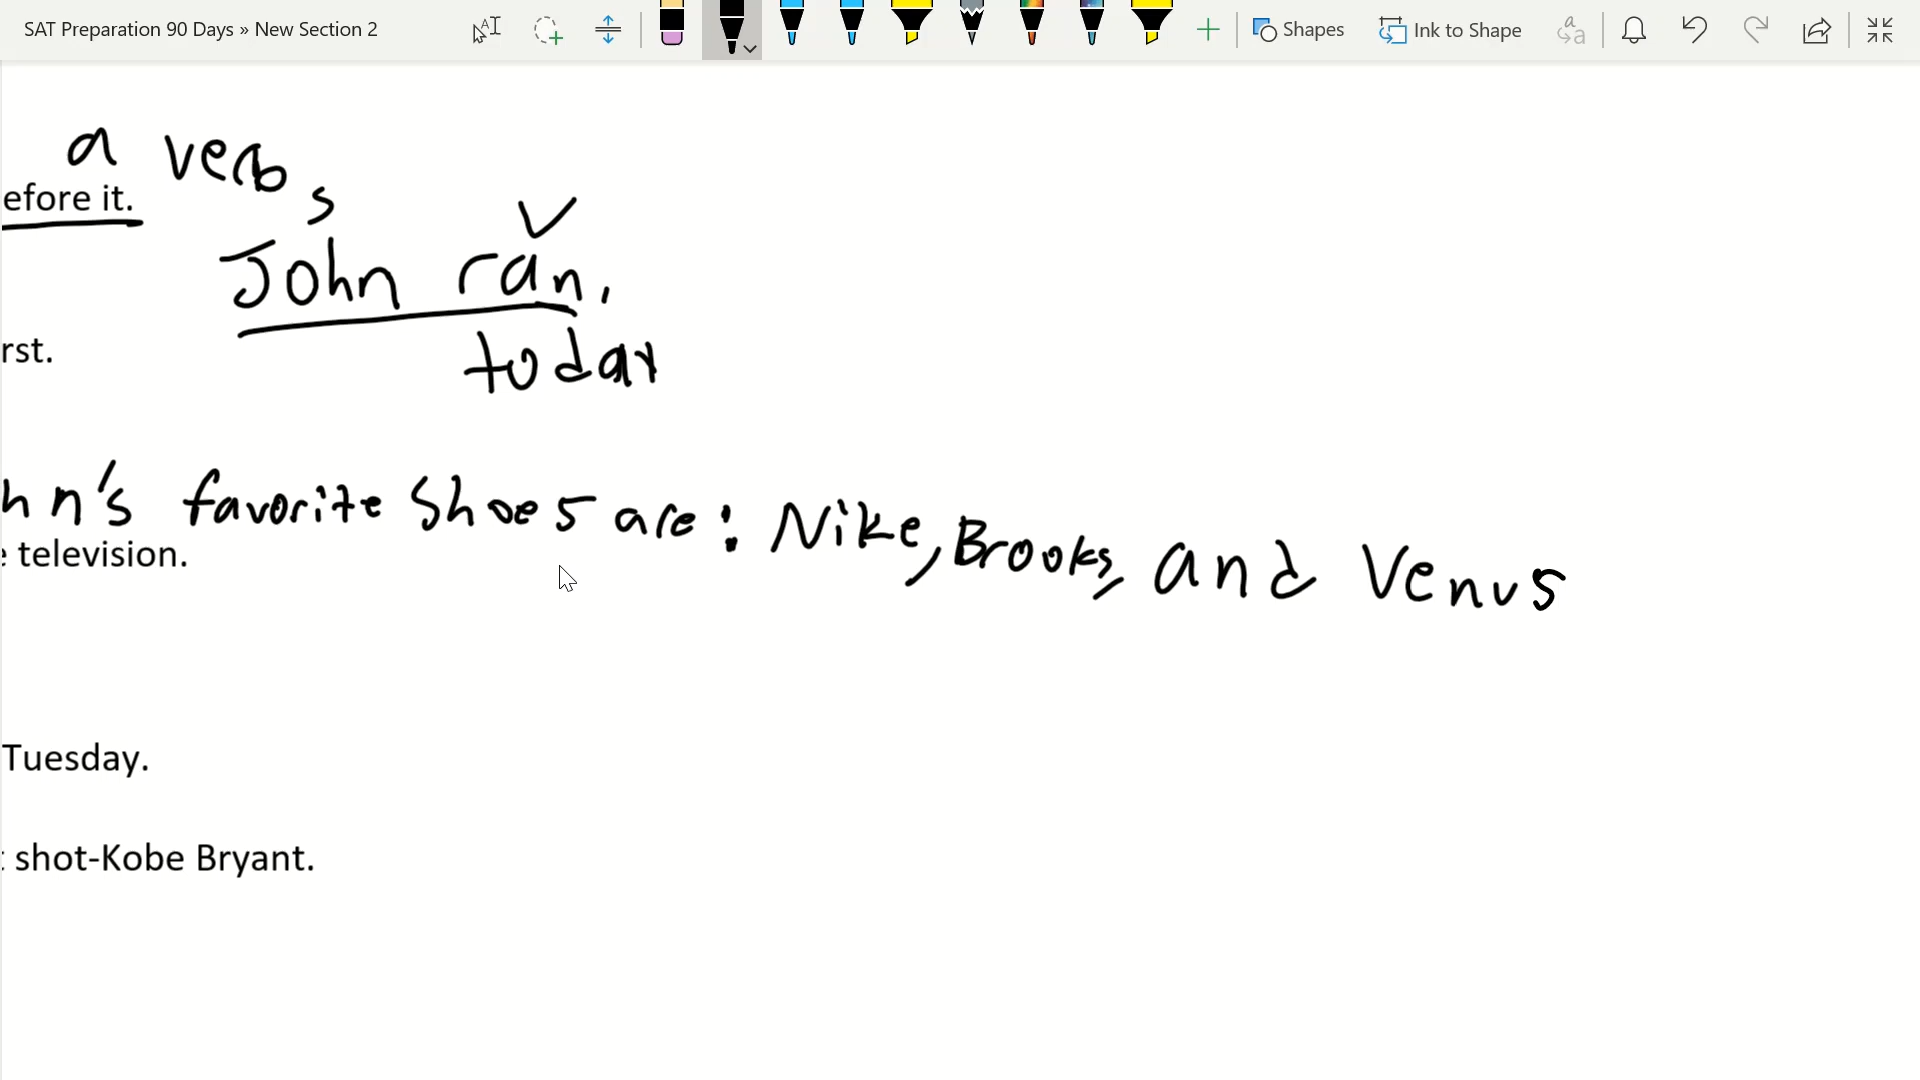 SAT Preparation 90 Days » New Section 2
Shapes
Ink to Shape
a verb
efore it.
s v
John ran.
rst.
today
hn's favorite shoes are: Nike, Brooks, and Venus
e television.
Tuesday.
t shot-Kobe Bryant.